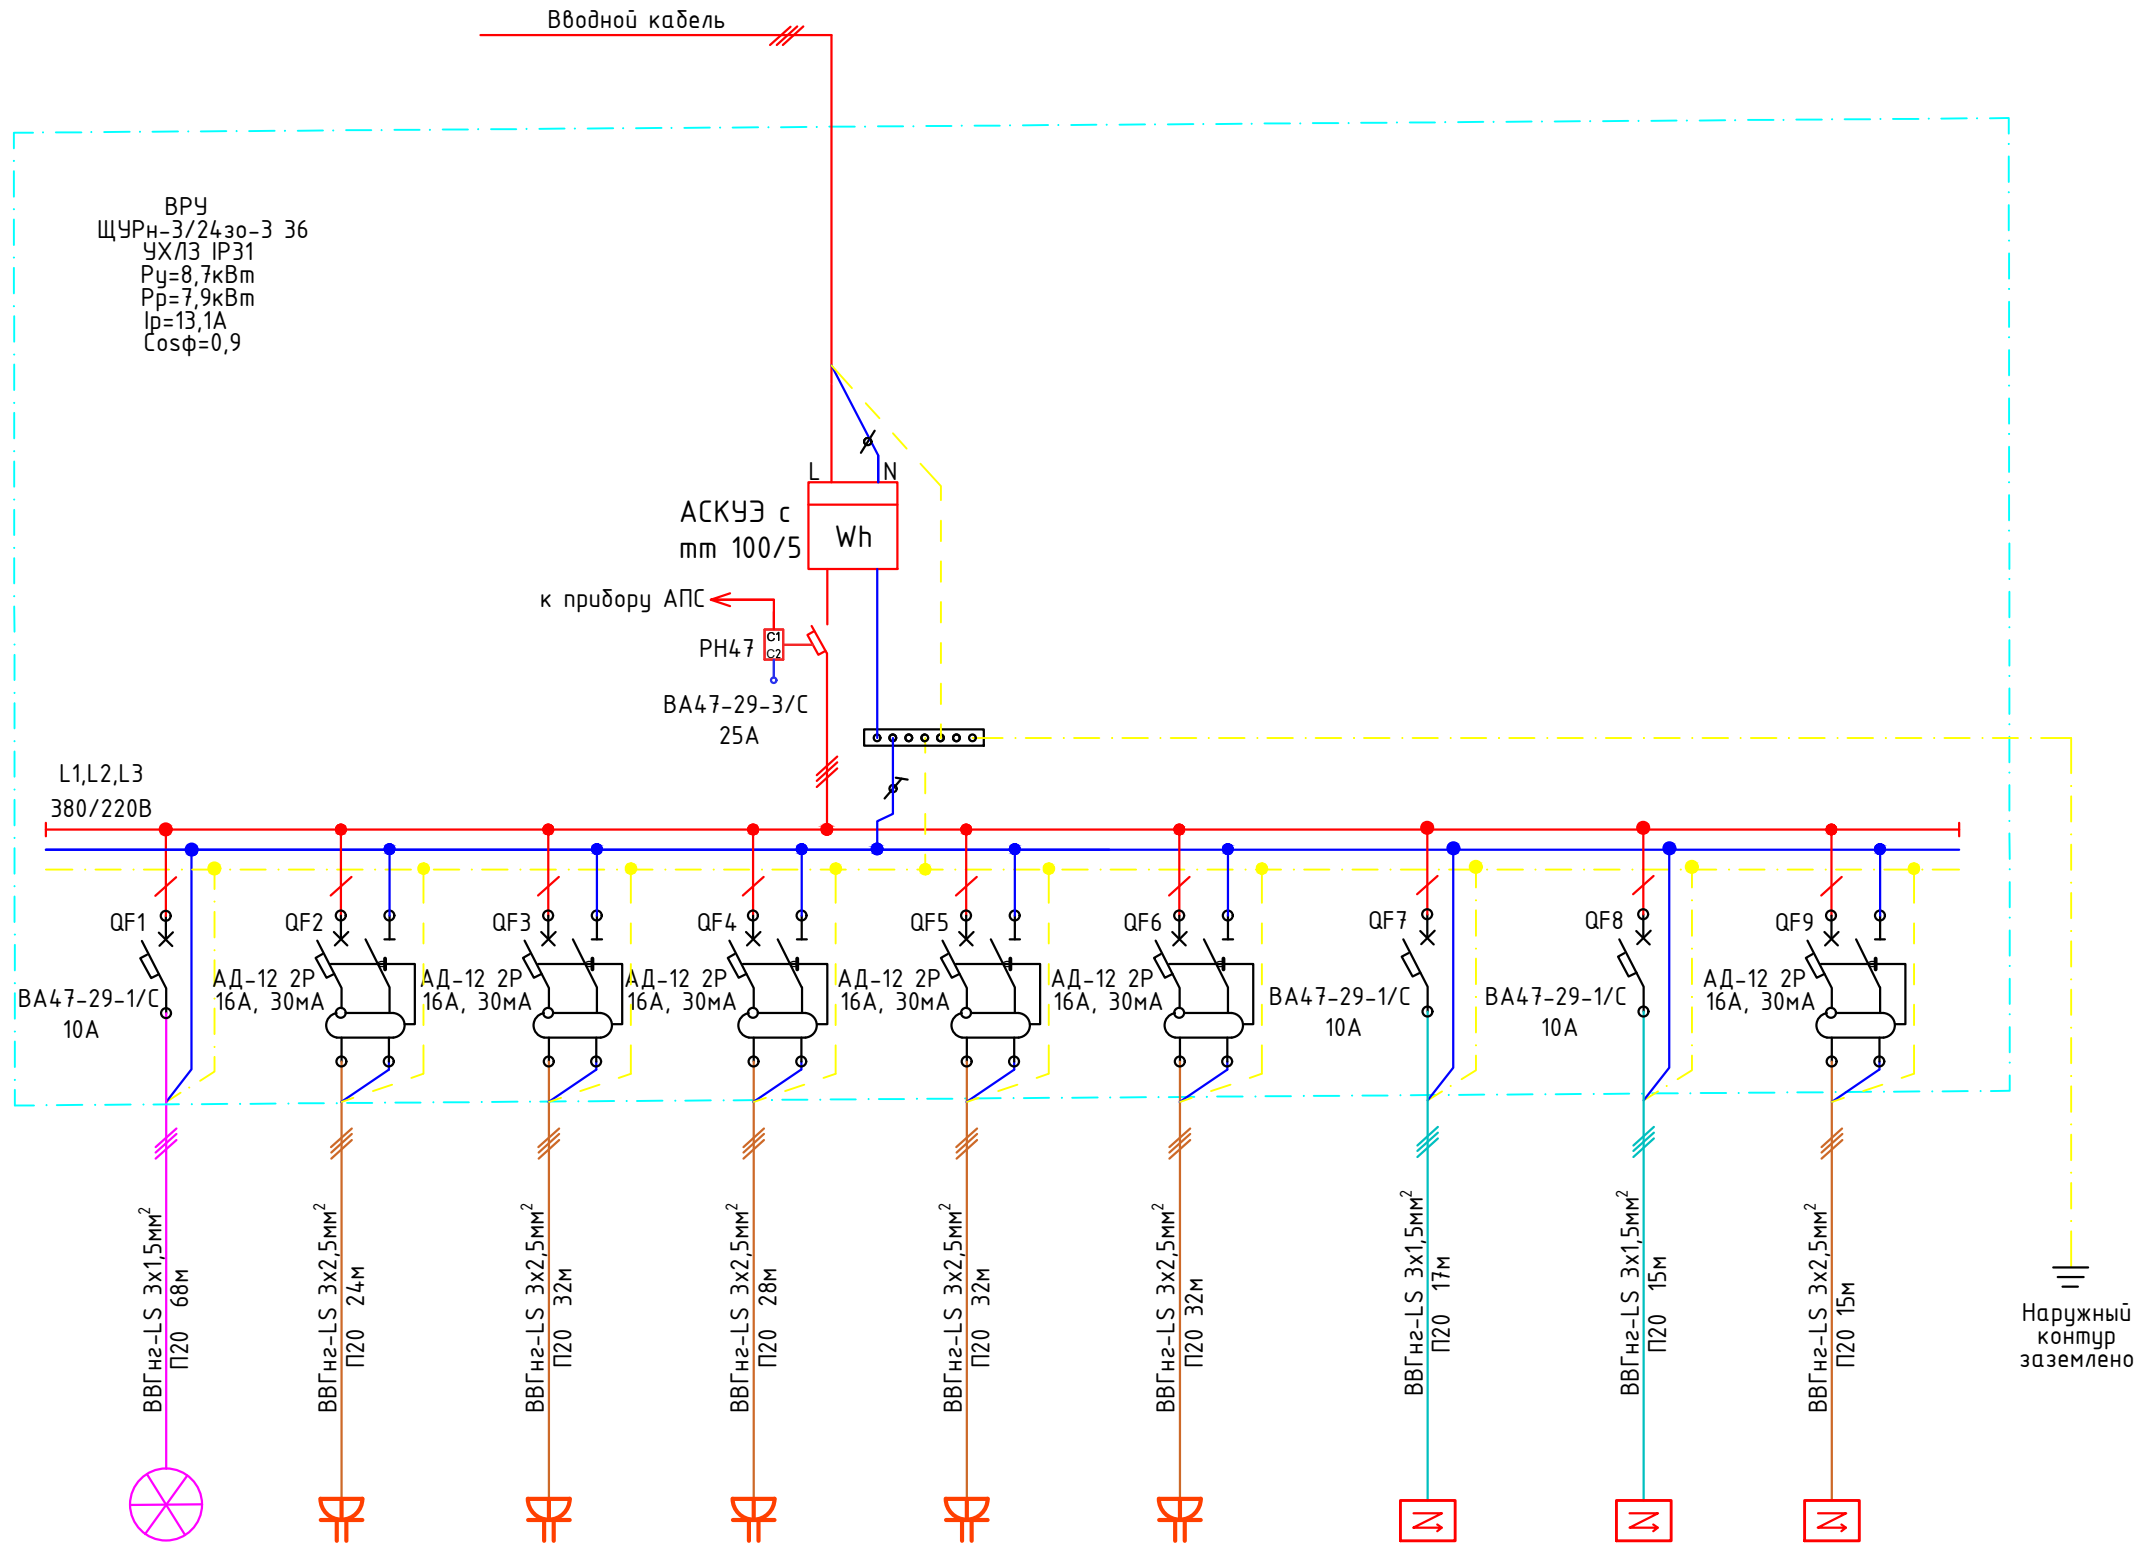 Вводной кабель
ВРУ
ЩУРн-3/24зо-3 36
УХЛ3 IP31
Ру=8,7кВт
Рр=7,9кВт
Iр=13,1А
Cosф=0,9
L N
АСКУЭ с
тт 100/5
Wh
к прибору АПС
C1
РН47
C2
ВА47-29-3/С
25А
L1,L2,L3
380/220В
QF1
ВА47-29-1/С
10А
QF2
АД-12 2Р
16А, 30мА
QF3
АД-12 2Р
16А, 30мА
QF4
АД-12 2Р
16А, 30мА
QF5
АД-12 2Р
16А, 30мА
QF6
АД-12 2Р
16А, 30мА
QF7
ВА47-29-1/С
10А
QF8
ВА47-29-1/С
10А
QF9
АД-12 2Р
16А, 30мА
ВВГнг-LS 3х1,5мм²
П20 68м
ВВГнг-LS 3х2,5мм²
П20 24м
ВВГнг-LS 3х2,5мм²
П20 32м
ВВГнг-LS 3х2,5мм²
П20 28м
ВВГнг-LS 3х2,5мм²
П20 32м
ВВГнг-LS 3х2,5мм²
П20 32м
ВВГнг-LS 3х1,5мм²
П20 17м
ВВГнг-LS 3х1,5мм²
П20 15м
ВВГнг-LS 3х2,5мм²
П20 15м
Наружный
контур
заземлено